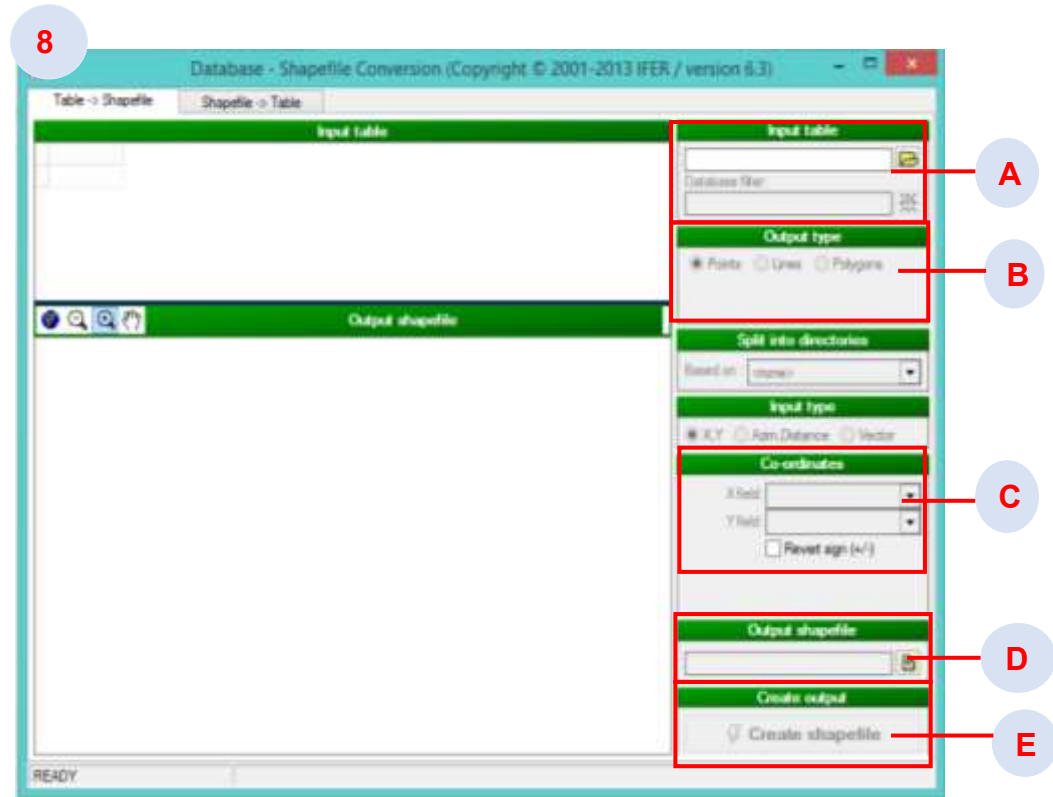 8
Database - Shapefile Conversion (Copyright © 2001-2013 IFER / version 6.3)
Table -> Shapefile
Shapefile -> Table
Input table
Input table
Database filter
A
Output type
Points Lines Polygons
B
Output shapefile
Split into directories
Based on <none>
Input type
X,Y Azim.Distance Vector
Co-ordinates
X field
C
Y field
Revert sign (+/-)
Output shapefile
D
Create output
Create shapefile
E
READY